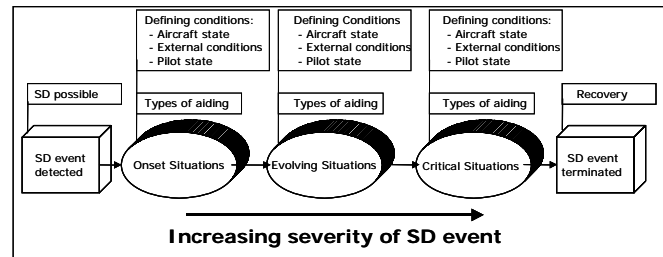 Defining conditions:
- Aircraft state
- External conditions
- Pilot state
Defining Conditions
- Aircraft state
- External conditions
- Pilot state
Defining conditions:
- Aircraft state
- External conditions
- Pilot state
SD possible
Types of aiding
Types of aiding
Types of aiding
Recovery
SD event
detected
Onset Situations
Evolving Situations
Critical Situations
SD event
terminated
Increasing severity of SD event